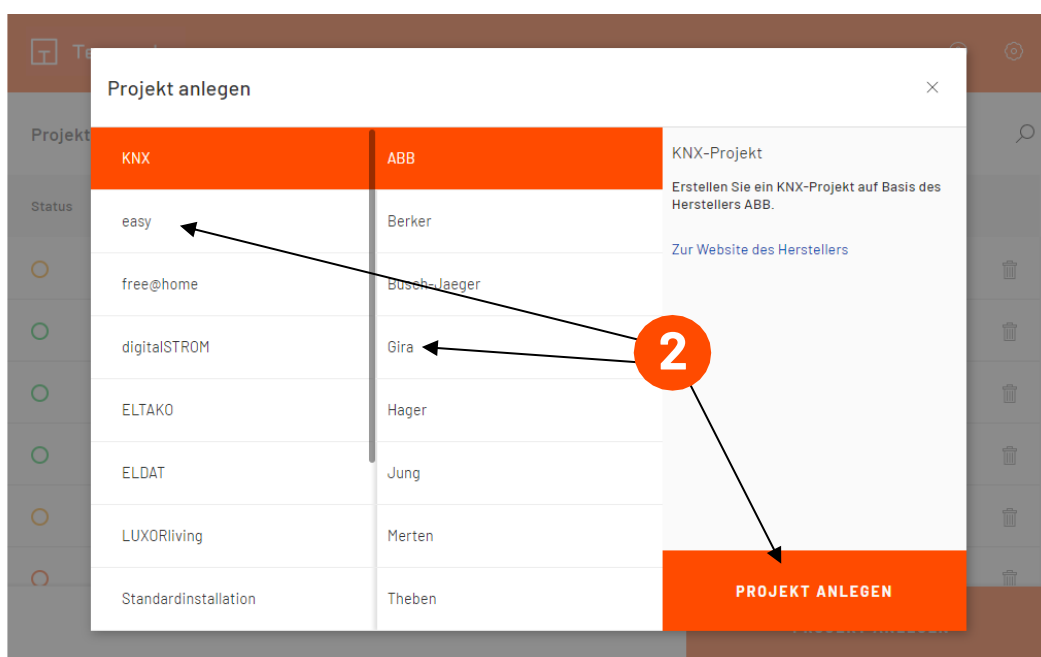 Projekt anlegen
Projekt
Status
KNX
easy
free@home
digitalSTROM
ELTAKO
ELDAT
LUXORliving
Standardinstallation
ABB
Berker
Busch-Jaeger
Gira
Hager
Jung
Merten
Theben
KNX-Projekt
Erstellen Sie ein KNX-Projekt auf Basis des
Herstellers ABB.
Zur Website des Herstellers
2
PROJEKT ANLEGEN